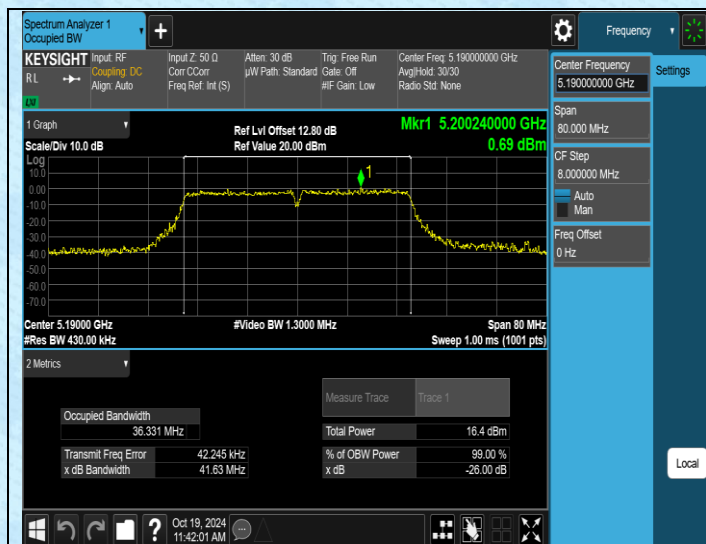 Spectrum Analyzer 1
Occupied BW
Frequency
KEYSIGHT
RL
Input: RF
Coupling: DC
Align: Auto
Input Z: 50 Ω
Corr CCorr
Freq Ref: Int (S)
Atten: 30 dB
µW Path: Standard
Trig: Free Run
Gate: Off
#IF Gain: Low
Center Freq: 5.190000000 GHz
Avg|Hold: 30/30
Radio Std: None
Center Frequency
5.190000000 GHz
Settings
Span
80.000 MHz
CF Step
8.000000 MHz
Auto
Man
Freq Offset
0 Hz
Local
1 Graph
Scale/Div 10.0 dB
Ref Lvl Offset 12.80 dB
Ref Value 20.00 dBm
Mkr1 5.200240000 GHz
0.69 dBm
Log
10.0
0.00
-10.0
-20.0
-30.0
-40.0
-50.0
-60.0
-70.0
1
Center 5.19000 GHz
#Res BW 430.00 kHz
#Video BW 1.3000 MHz
Span 80 MHz
Sweep 1.00 ms (1001 pts)
2 Metrics
Measure Trace
Trace 1
Occupied Bandwidth
36.331 MHz
Total Power
16.4 dBm
Transmit Freq Error
42.245 kHz
% of OBW Power
99.00 %
x dB Bandwidth
41.63 MHz
x dB
-26.00 dB
?
Oct 19, 2024
11:42:01 AM